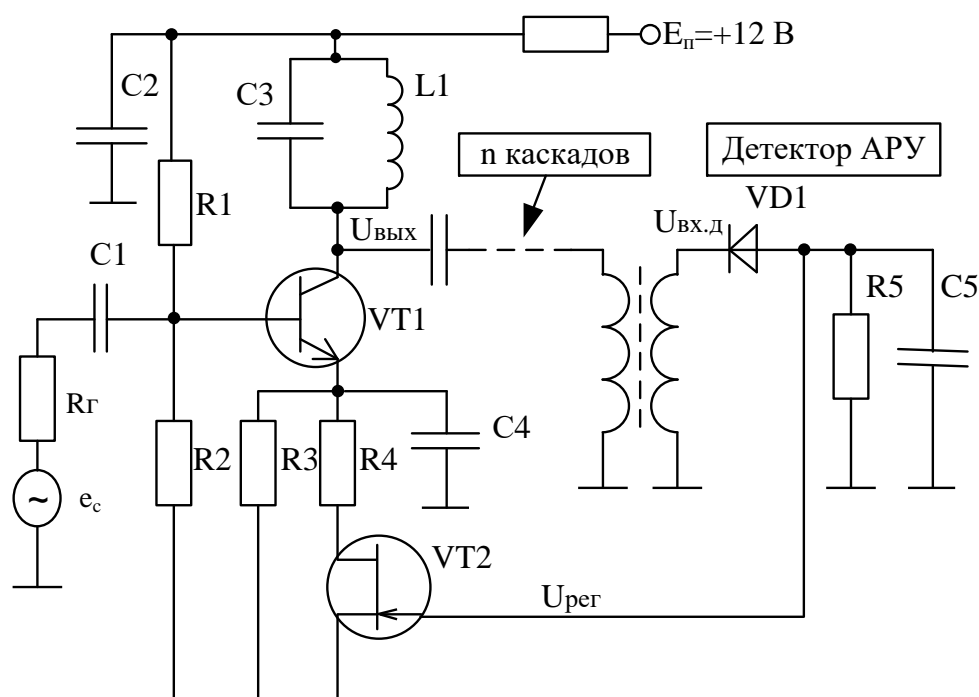 Eп=+12 В
C2
C3
L1
n каскадов
Детектор АРУ
VD1
R1
Uвых
Uвх.д
C1
VT1
R5
C5
Rг
R2
R3
R4
C4
~
eс
VT2
Uрег